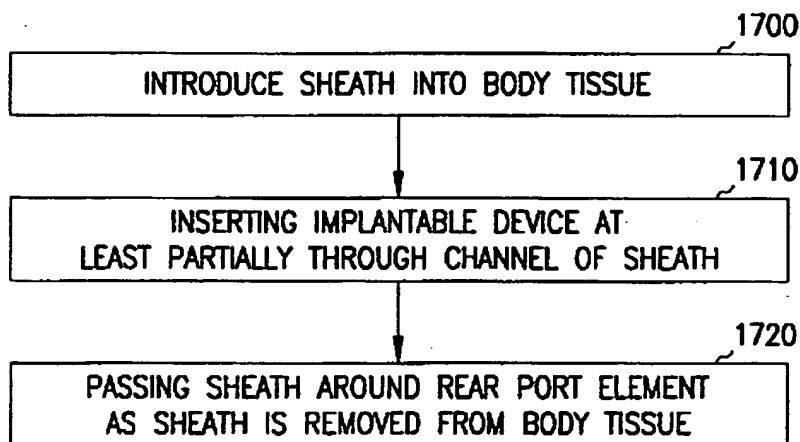 1700
INTRODUCE SHEATH INTO BODY TISSUE
1710
INSERTING IMPLANTABLE DEVICE AT
LEAST PARTIALLY THROUGH CHANNEL OF SHEATH
1720
PASSING SHEATH AROUND REAR PORT ELEMENT
AS SHEATH IS REMOVED FROM BODY TISSUE